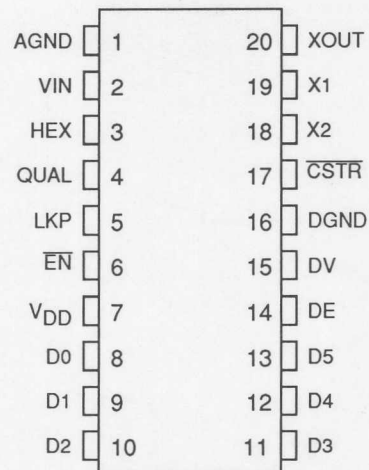 AGND 1 20 XOUT
VIN 2 19 X1
HEX 3 18 X2
QUAL 4 17 C̅S̅T̅R̅
LKP 5 16 DGND
E̅N̅ 6 15 DV
VDD 7 14 DE
D0 8 13 D5
D1 9 12 D4
D2 10 11 D3